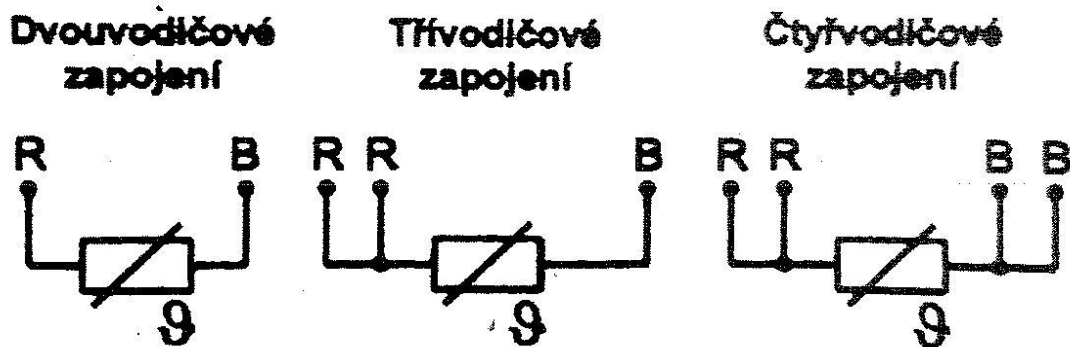 Dvouvodičové
zapojení
Třívodičové
zapojení
Čtyřvodičové
zapojení
R B
R R B
R R B B
ϑ
ϑ
ϑ